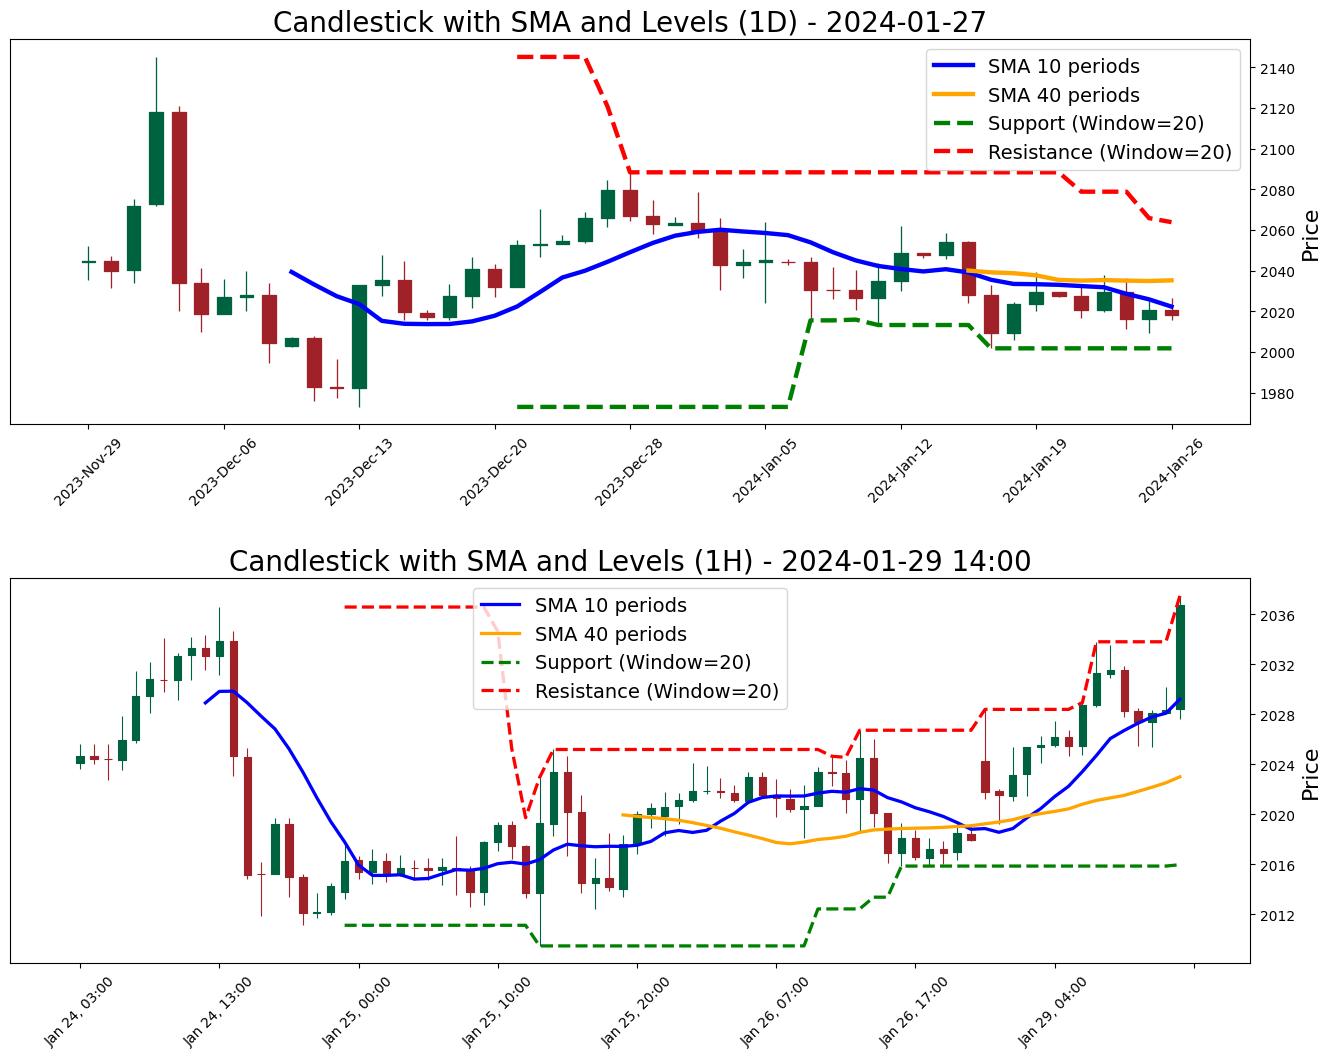 Candlestick with SMA and Levels (1D) - 2024-01-27
SMA 10 periods
SMA 40 periods
Support (Window=20)
Resistance (Window=20)
2140
2120
2100
2080
2060
2040
2020
2000
1980
Price
2023-Nov-29
2023-Dec-06
2023-Dec-13
2023-Dec-20
2023-Dec-28
2024-Jan-05
2024-Jan-12
2024-Jan-19
2024-Jan-26
Candlestick with SMA and Levels (1H) - 2024-01-29 14:00
SMA 10 periods
SMA 40 periods
Support (Window=20)
Resistance (Window=20)
2036
2032
2028
2024
2020
2016
2012
Price
Jan 24, 03:00
Jan 24, 13:00
Jan 25, 00:00
Jan 25, 10:00
Jan 25, 20:00
Jan 26, 07:00
Jan 26, 17:00
Jan 29, 04:00